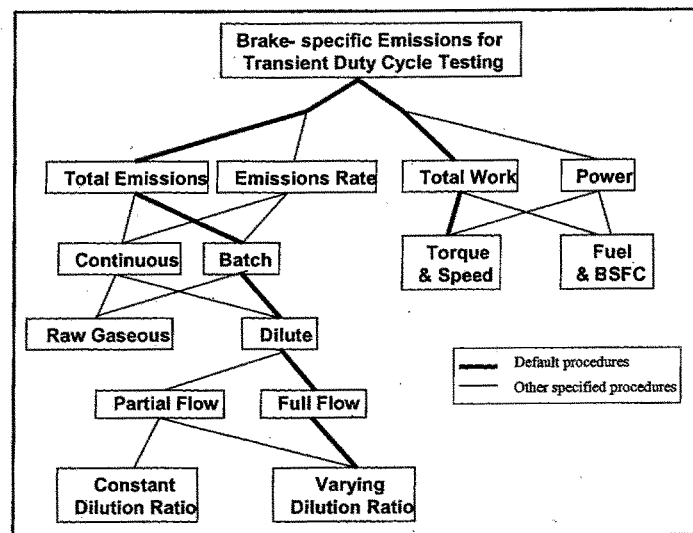 Brake- specific Emissions for
Transient Duty Cycle Testing
Total Emissions
Emissions Rate
Total Work
Power
Continuous
Batch
Torque
& Speed
Fuel
& BSFC
Raw Gaseous
Dilute
Default procedures
Other specified procedures
Partial Flow
Full Flow
Constant
Dilution Ratio
Varying
Dilution Ratio